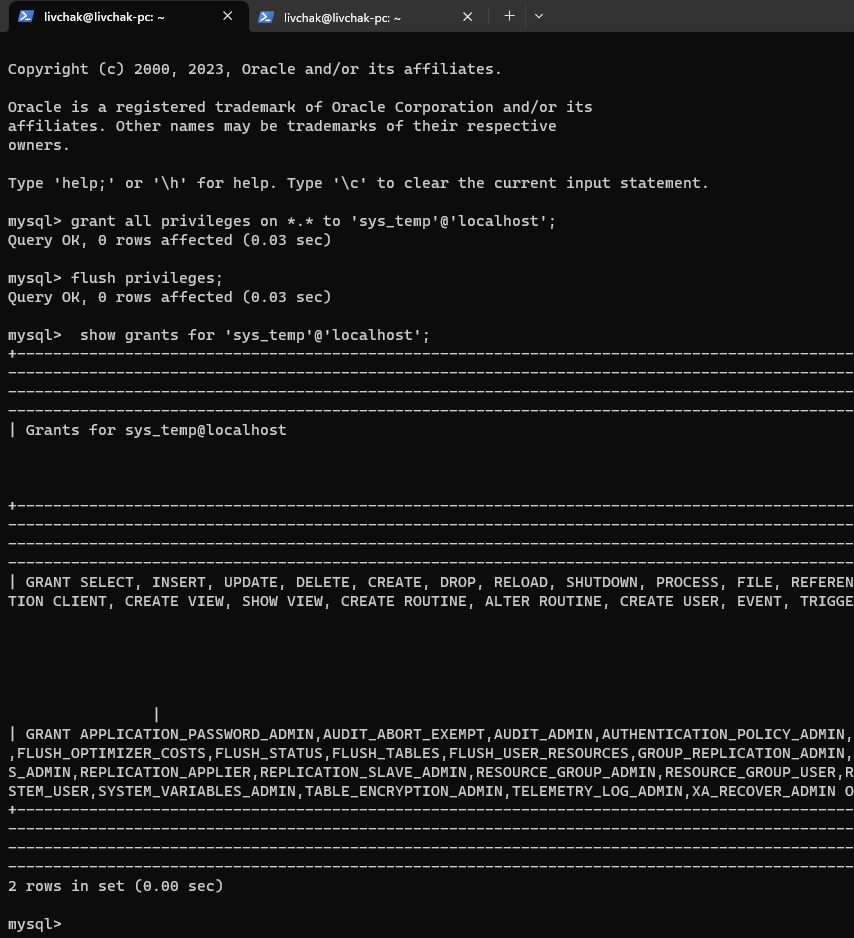 livchak@livchak-pc: ~
livchak@livchak-pc: ~
Copyright (c) 2000, 2023, Oracle and/or its affiliates.
Oracle is a registered trademark of Oracle Corporation and/or its
affiliates. Other names may be trademarks of their respective
owners.
Type 'help;' or '\h' for help. Type '\c' to clear the current input statement.
mysql> grant all privileges on *.* to 'sys_temp'@'localhost';
Query OK, 0 rows affected (0.03 sec)
mysql> flush privileges;
Query OK, 0 rows affected (0.03 sec)
mysql>  show grants for 'sys_temp'@'localhost';
| Grants for sys_temp@localhost
| GRANT SELECT, INSERT, UPDATE, DELETE, CREATE, DROP, RELOAD, SHUTDOWN, PROCESS, FILE, REFEREN
TION CLIENT, CREATE VIEW, SHOW VIEW, CREATE ROUTINE, ALTER ROUTINE, CREATE USER, EVENT, TRIGGE
|
| GRANT APPLICATION_PASSWORD_ADMIN,AUDIT_ABORT_EXEMPT,AUDIT_ADMIN,AUTHENTICATION_POLICY_ADMIN,
,FLUSH_OPTIMIZER_COSTS,FLUSH_STATUS,FLUSH_TABLES,FLUSH_USER_RESOURCES,GROUP_REPLICATION_ADMIN,
S_ADMIN,REPLICATION_APPLIER,REPLICATION_SLAVE_ADMIN,RESOURCE_GROUP_ADMIN,RESOURCE_GROUP_USER,R
STEM_USER,SYSTEM_VARIABLES_ADMIN,TABLE_ENCRYPTION_ADMIN,TELEMETRY_LOG_ADMIN,XA_RECOVER_ADMIN O
2 rows in set (0.00 sec)
mysql>